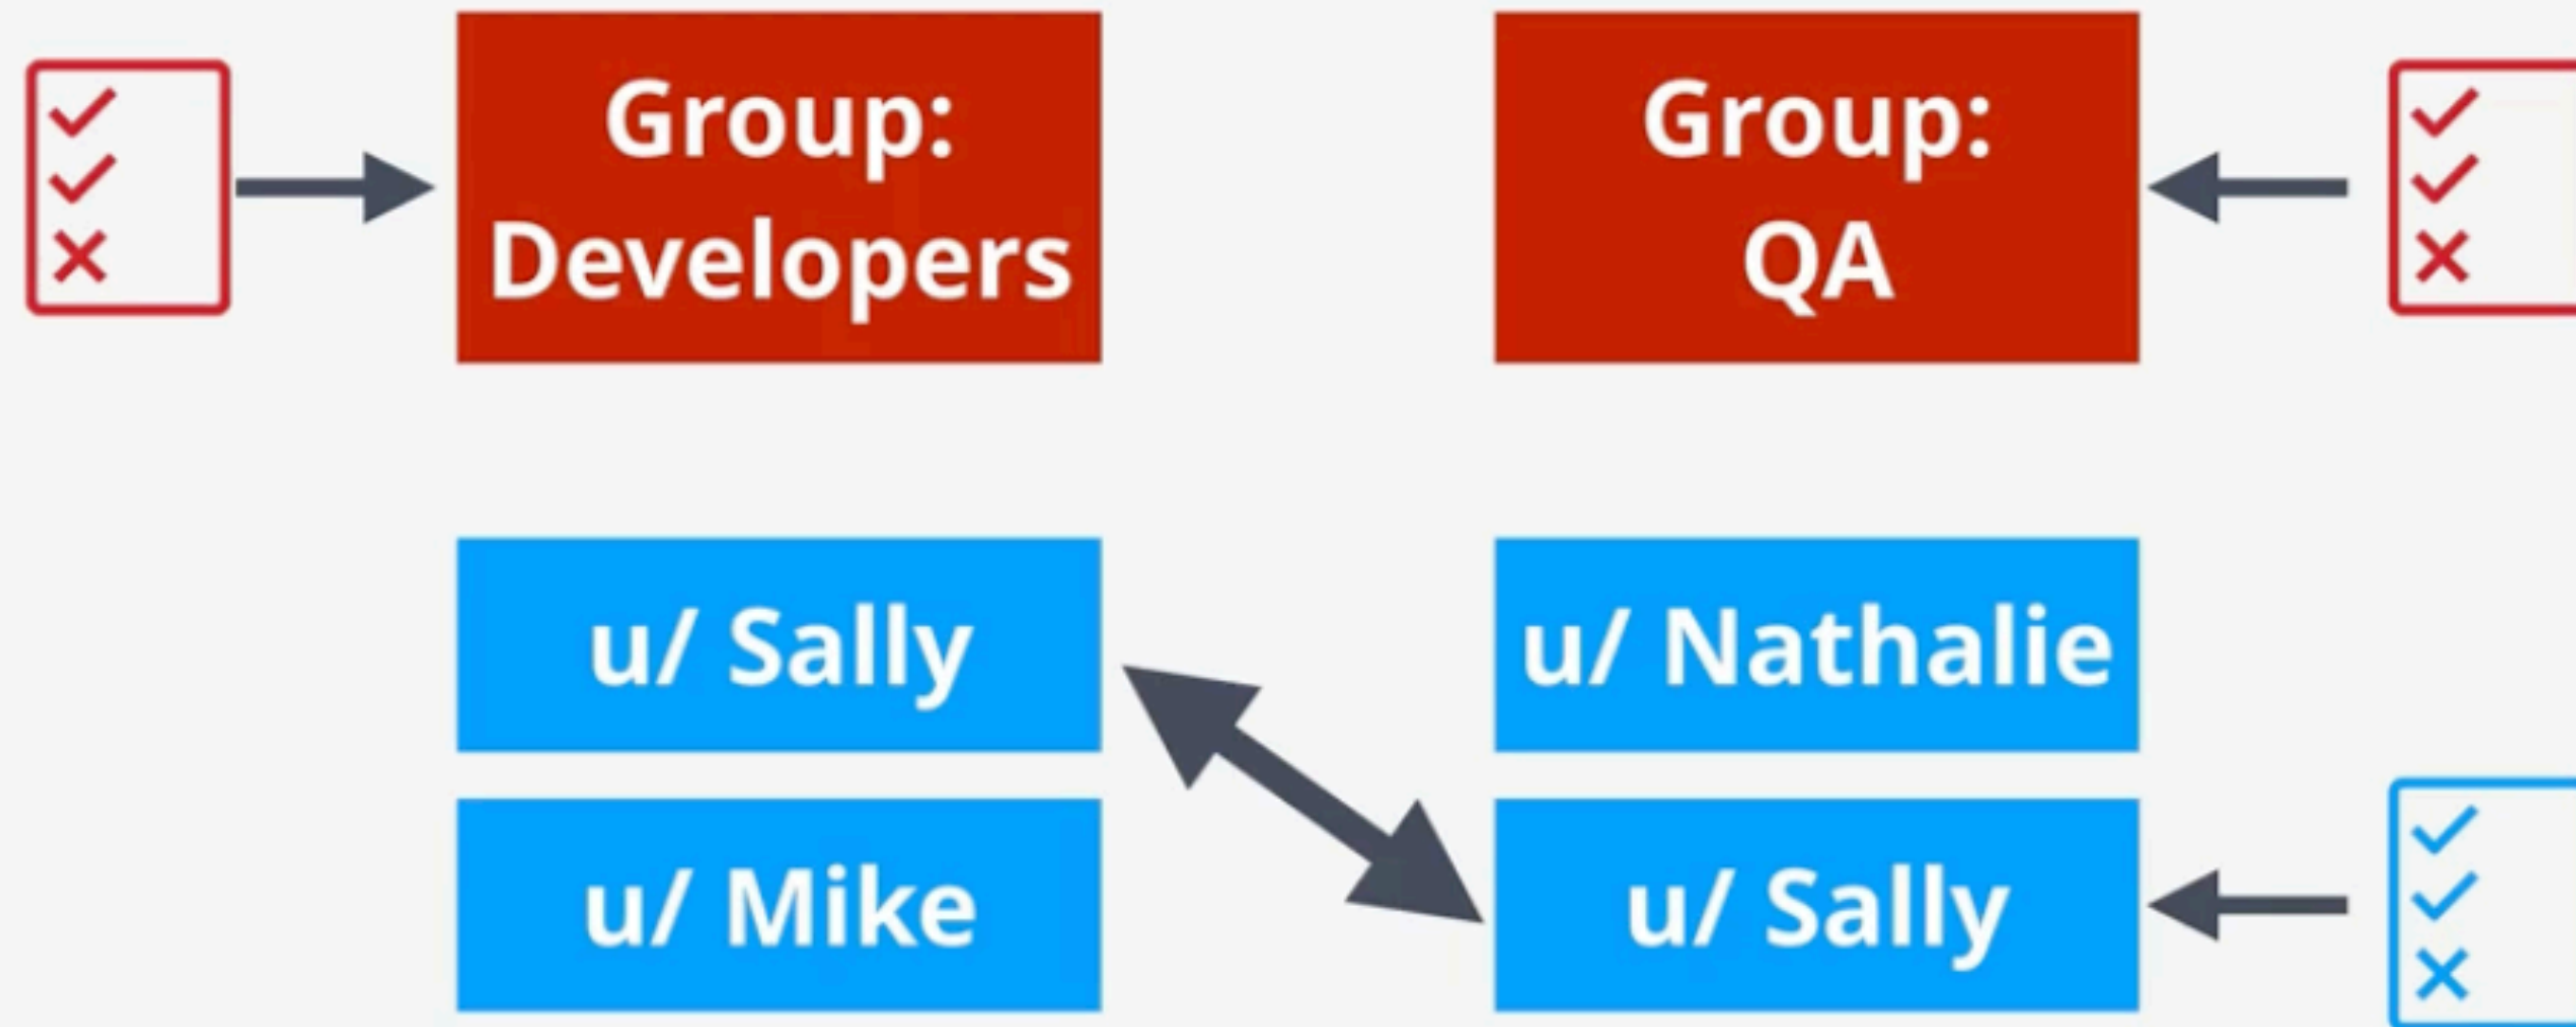 Group:
Developers
Group:
QA
u/ Sally
u/ Nathalie
u/ Mike
u/ Sally